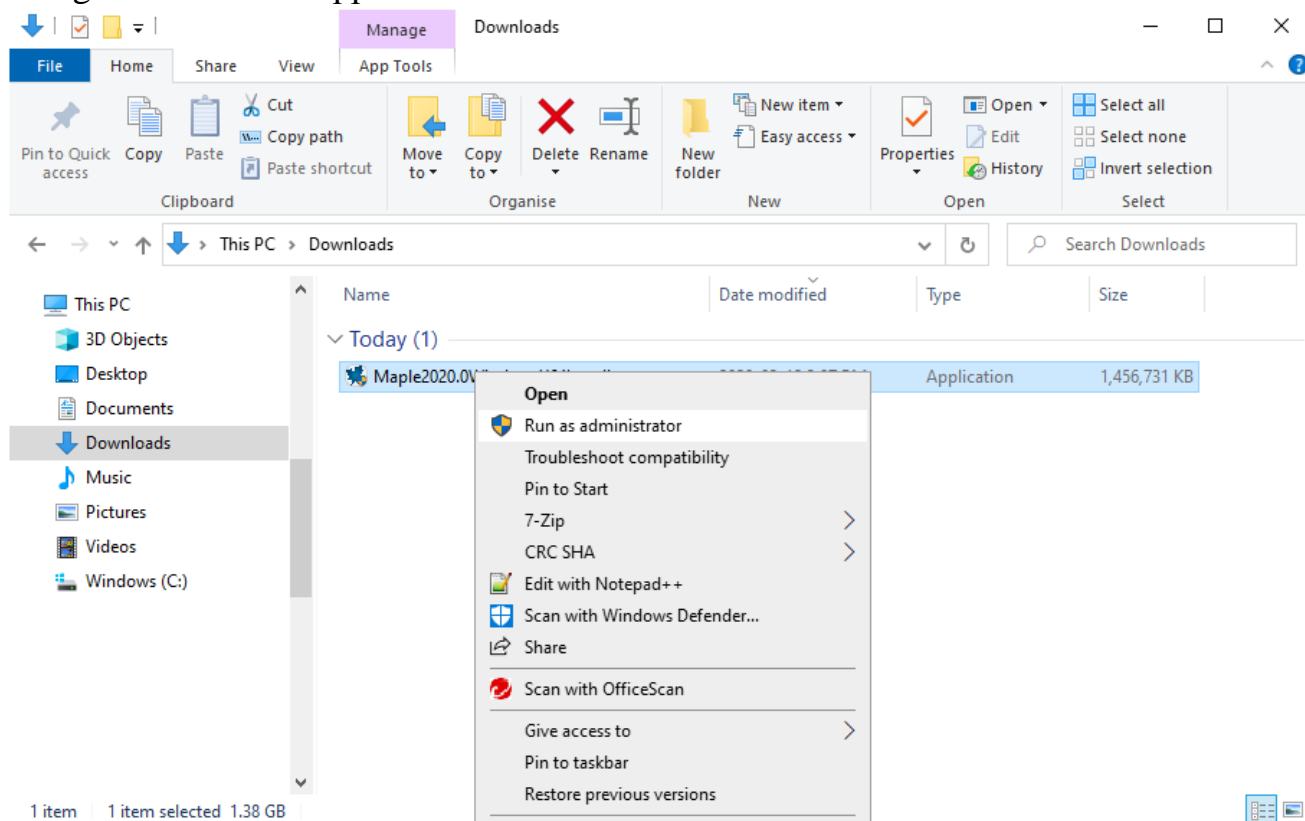 Manage Downloads
File Home Share View App Tools
Pin to Quick access
Copy
Paste
Cut
Copy path
Paste shortcut
Clipboard
Move to
Copy to
Delete
Rename
Organise
New folder
New item
Easy access
New
Properties
Open
Edit
History
Open
Select all
Select none
Invert selection
Select
This PC > Downloads
Search Downloads
This PC
3D Objects
Desktop
Documents
Downloads
Music
Pictures
Videos
Windows (C:)
Name Date modified Type Size
Today (1)
Application 1,456,731 KB
Open
Run as administrator
Troubleshoot compatibility
Pin to Start
7-Zip
CRC SHA
Edit with Notepad++
Scan with Windows Defender...
Share
Scan with OfficeScan
Give access to
Pin to taskbar
Restore previous versions
1 item 1 item selected 1.38 GB